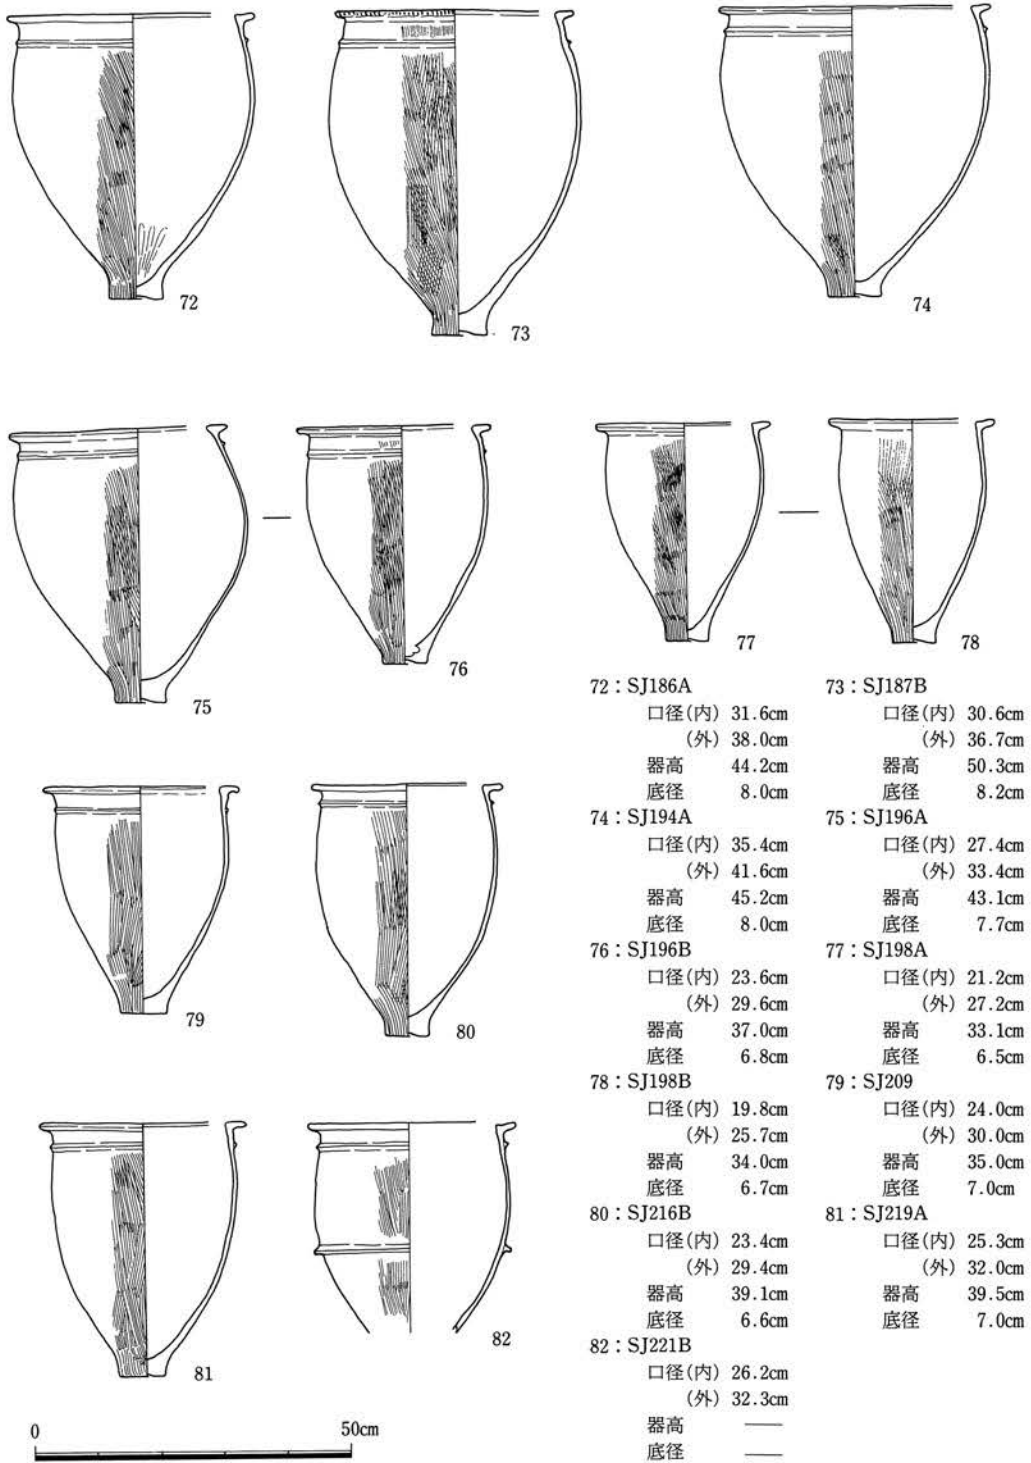 72
73
74
75
76
77
78
72：SJ186A
口径(内) 31.6cm
(外) 38.0cm
器高 44.2cm
底径 8.0cm
73：SJ187B
口径(内) 30.6cm
(外) 36.7cm
器高 50.3cm
底径 8.2cm
74：SJ194A
口径(内) 35.4cm
(外) 41.6cm
器高 45.2cm
底径 8.0cm
75：SJ196A
口径(内) 27.4cm
(外) 33.4cm
器高 43.1cm
底径 7.7cm
76：SJ196B
口径(内) 23.6cm
(外) 29.6cm
器高 37.0cm
底径 6.8cm
77：SJ198A
口径(内) 21.2cm
(外) 27.2cm
器高 33.1cm
底径 6.5cm
78：SJ198B
口径(内) 19.8cm
(外) 25.7cm
器高 34.0cm
底径 6.7cm
79：SJ209
口径(内) 24.0cm
(外) 30.0cm
器高 35.0cm
底径 7.0cm
80：SJ216B
口径(内) 23.4cm
(外) 29.4cm
器高 39.1cm
底径 6.6cm
81：SJ219A
口径(内) 25.3cm
(外) 32.0cm
器高 39.5cm
底径 7.0cm
82：SJ221B
口径(内) 26.2cm
(外) 32.3cm
器高 ——
底径 ——
79
80
81
82
0 50cm